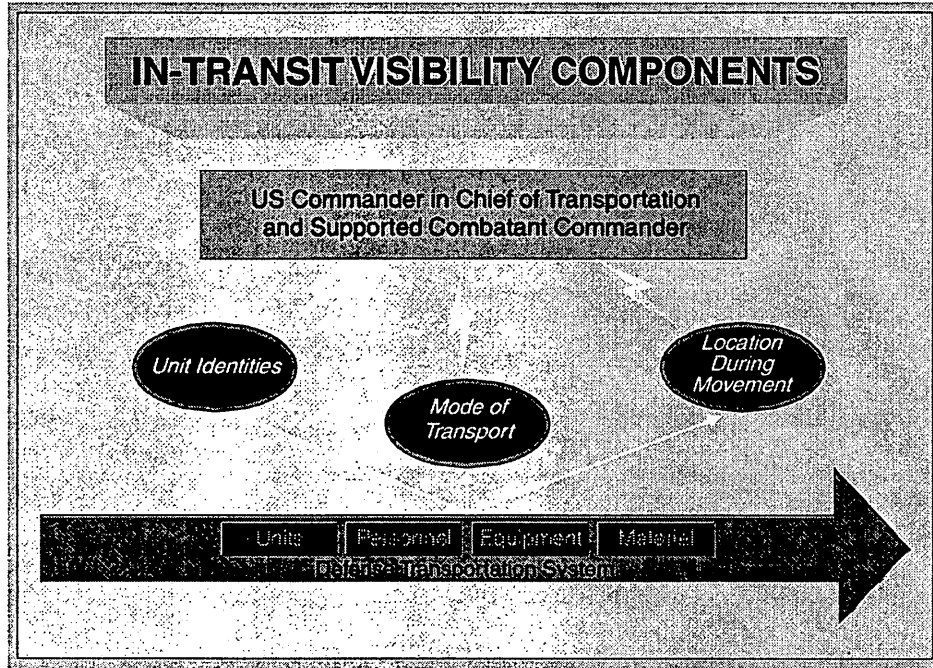 IN-TRANSIT VISIBILITY COMPONENTS
US Commander in Chief of Transportation
and Supported Combatant Commander
Unit Identities
Mode of
Transport
Location
During
Movement
Units Personnel Equipment Material
Defense Transportation System